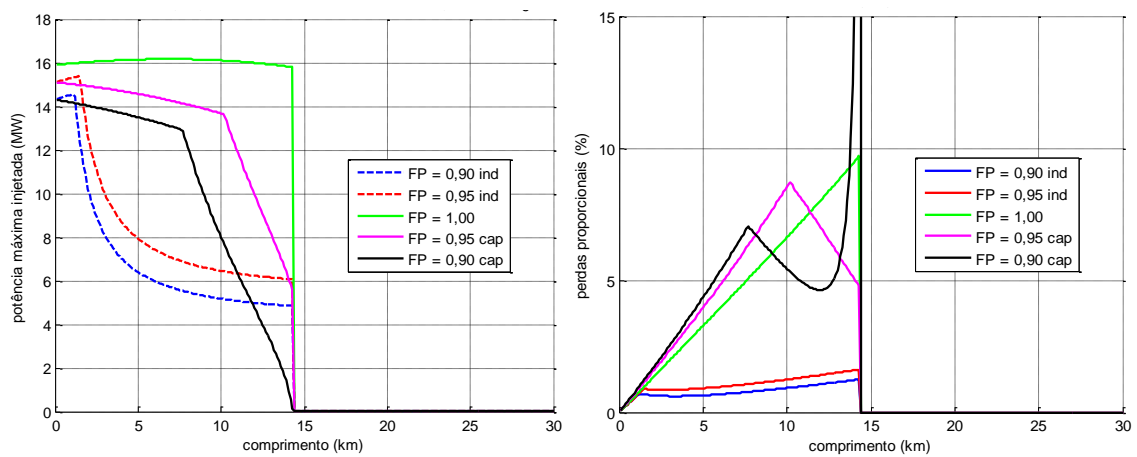 18
16
14
12
10
8
6
4
2
0
potência máxima injetada (MW)
0 5 10 15 20 25 30
comprimento (km)
FP = 0,90 ind
FP = 0,95 ind
FP = 1,00
FP = 0,95 cap
FP = 0,90 cap
15
10
5
0
perdas proporcionais (%)
0 5 10 15 20 25 30
comprimento (km)
FP = 0,90 ind
FP = 0,95 ind
FP = 1,00
FP = 0,95 cap
FP = 0,90 cap